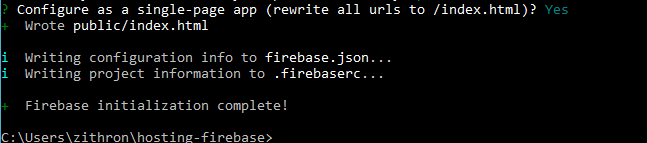 ? Configure as a single-page app (rewrite all urls to /index.html)? Yes
+  Wrote public/index.html
i  Writing configuration info to firebase.json...
i  Writing project information to .firebaserc...
+  Firebase initialization complete!
C:\Users\zithron\hosting-firebase>